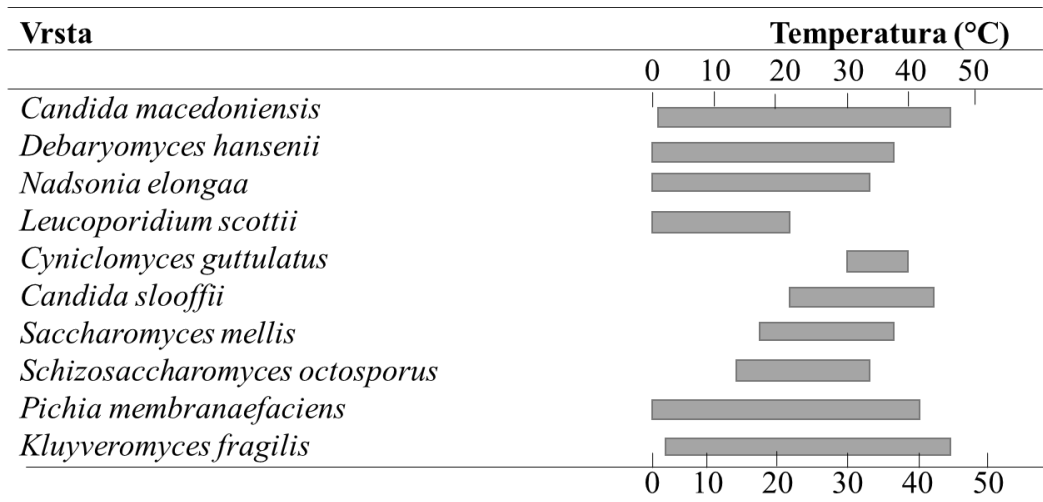 Vrsta Temperatura (°C)
0 10 20 30 40 50
Candida macedoniensis
Debaryomyces hansenii
Nadsonia elongaa
Leucoporidium scottii
Cyniclomyces guttulatus
Candida slooffii
Saccharomyces mellis
Schizosaccharomyces octosporus
Pichia membranaefaciens
Kluyveromyces fragilis
0 10 20 30 40 50